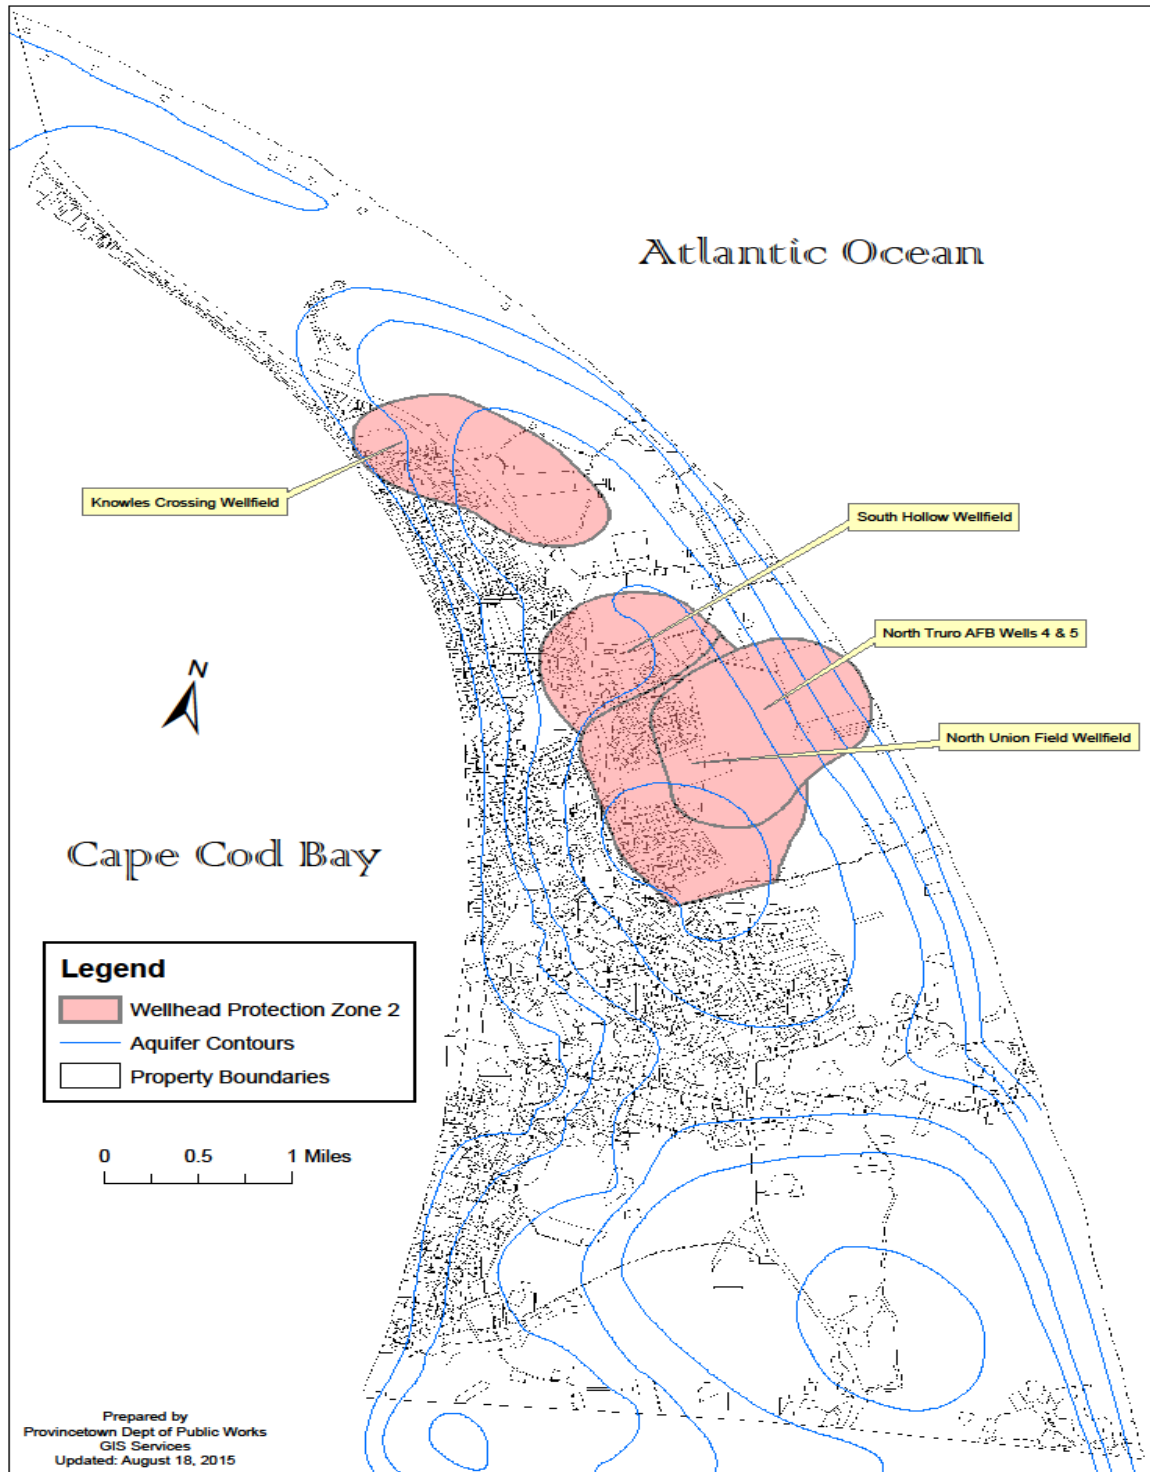 Atlantic Ocean
Knowles Crossing Wellfield
South Hollow Wellfield
North Truro AFB Wells 4 & 5
N
North Union Field Wellfield
Cape Cod Bay
Legend
Wellhead Protection Zone 2
Aquifer Contours
Property Boundaries
0 0.5 1 Miles
Prepared by
Provincetown Dept of Public Works
GIS Services
Updated: August 18, 2015